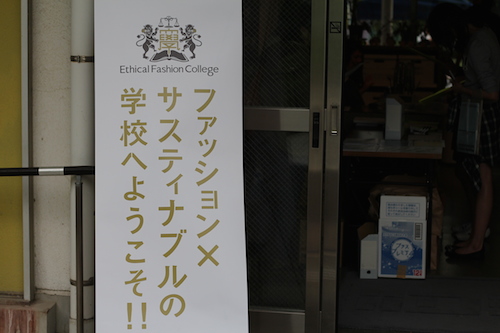 Ethical Fashion College
ファッション×
サスティナブルの
学校へようこそ!!